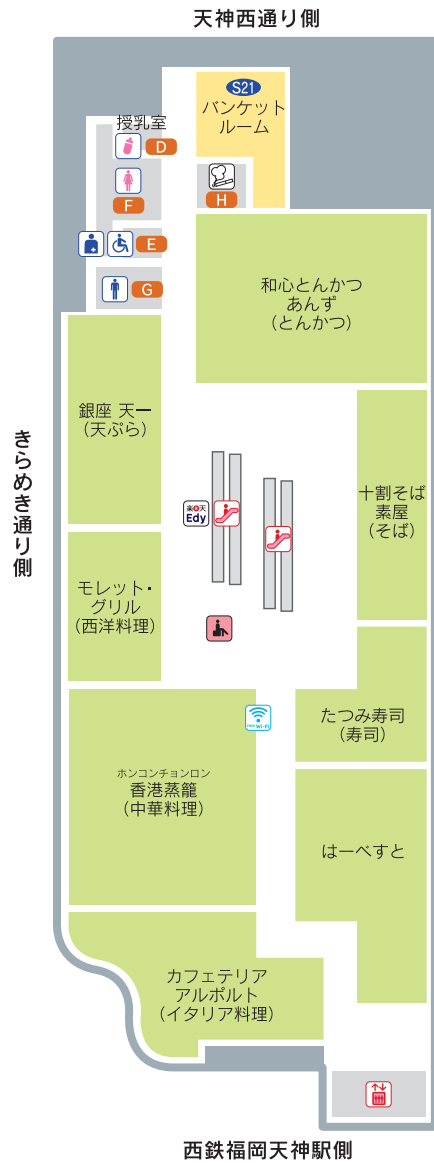 天神西通り側
S21
バンケット
ルーム
授乳室
D
F
H
E
G
和心とんかつ
あんず
(とんかつ)
銀座 天一
(天ぷら)
きらめき通り側
十割そば
素屋
(そば)
楽天
Edy
モレット・
グリル
(西洋料理)
たつみ寿司
(寿司)
FREE Wi-Fi
ホンコンチョンロン
香港蒸籠
(中華料理)
はーべすと
カフェテリア
アルポルト
(イタリア料理)
西鉄福岡天神駅側